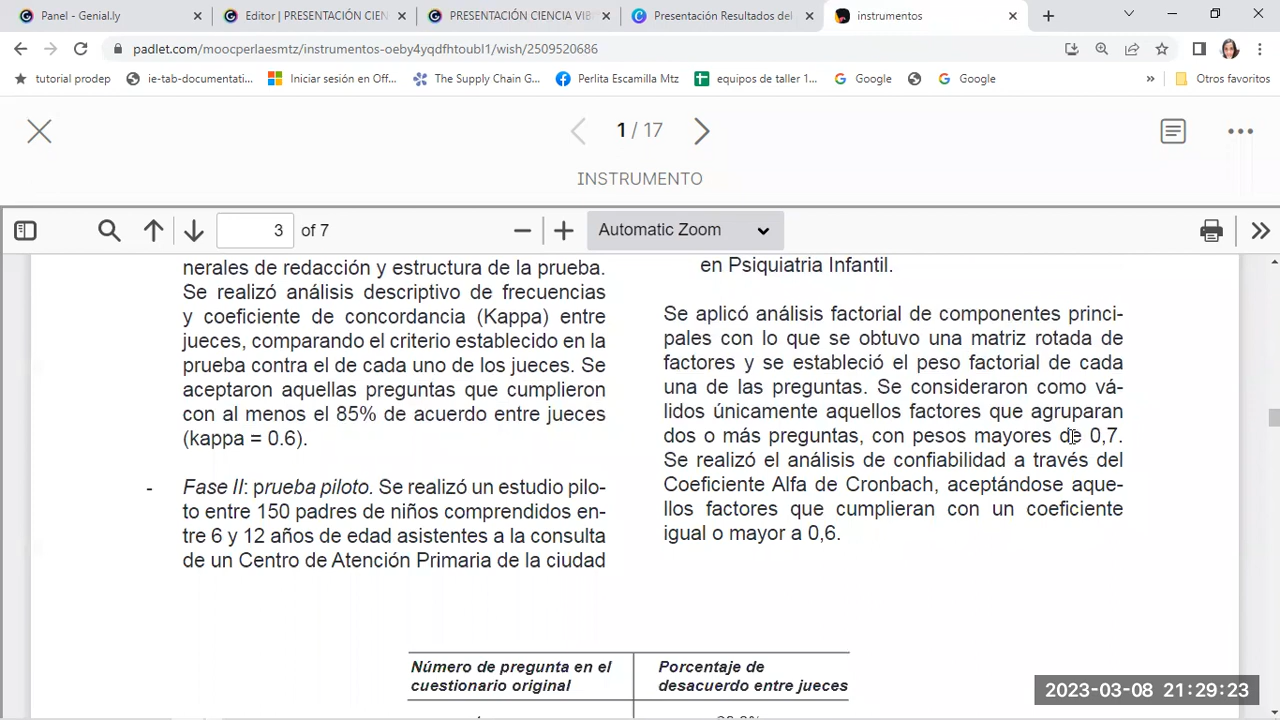 Panel - Genial.ly
Editor | PRESENTACIÓN CIEN
PRESENTACIÓN CIENCIA VIB
Presentación Resultados del
instrumentos
padlet.com/moocperlaesmtz/instrumentos-oeby4yqdfhtoubl1/wish/2509520686
tutorial prodep
ie-tab-documentati...
Iniciar sesión en Off...
The Supply Chain G...
Perlita Escamilla Mtz
equipos de taller 1...
Google
Google
»
Otros favoritos
1 / 17
INSTRUMENTO
3 of 7
Automatic Zoom
nerales de redacción y estructura de la prueba.
Se realizó análisis descriptivo de frecuencias
y coeficiente de concordancia (Kappa) entre
jueces, comparando el criterio establecido en la
prueba contra el de cada uno de los jueces. Se
aceptaron aquellas preguntas que cumplieron
con al menos el 85% de acuerdo entre jueces
(kappa = 0.6).
- Fase II: prueba piloto. Se realizó un estudio pilo-
to entre 150 padres de niños comprendidos en-
tre 6 y 12 años de edad asistentes a la consulta
de un Centro de Atención Primaria de la ciudad
en Psiquiatria Infantil.
Se aplicó análisis factorial de componentes princi-
pales con lo que se obtuvo una matriz rotada de
factores y se estableció el peso factorial de cada
una de las preguntas. Se consideraron como vá-
lidos únicamente aquellos factores que agruparan
dos o más preguntas, con pesos mayores de 0,7.
Se realizó el análisis de confiabilidad a través del
Coeficiente Alfa de Cronbach, aceptándose aque-
llos factores que cumplieran con un coeficiente
igual o mayor a 0,6.
Número de pregunta en el
cuestionario original
Porcentaje de
desacuerdo entre jueces
2023-03-08 21:29:23